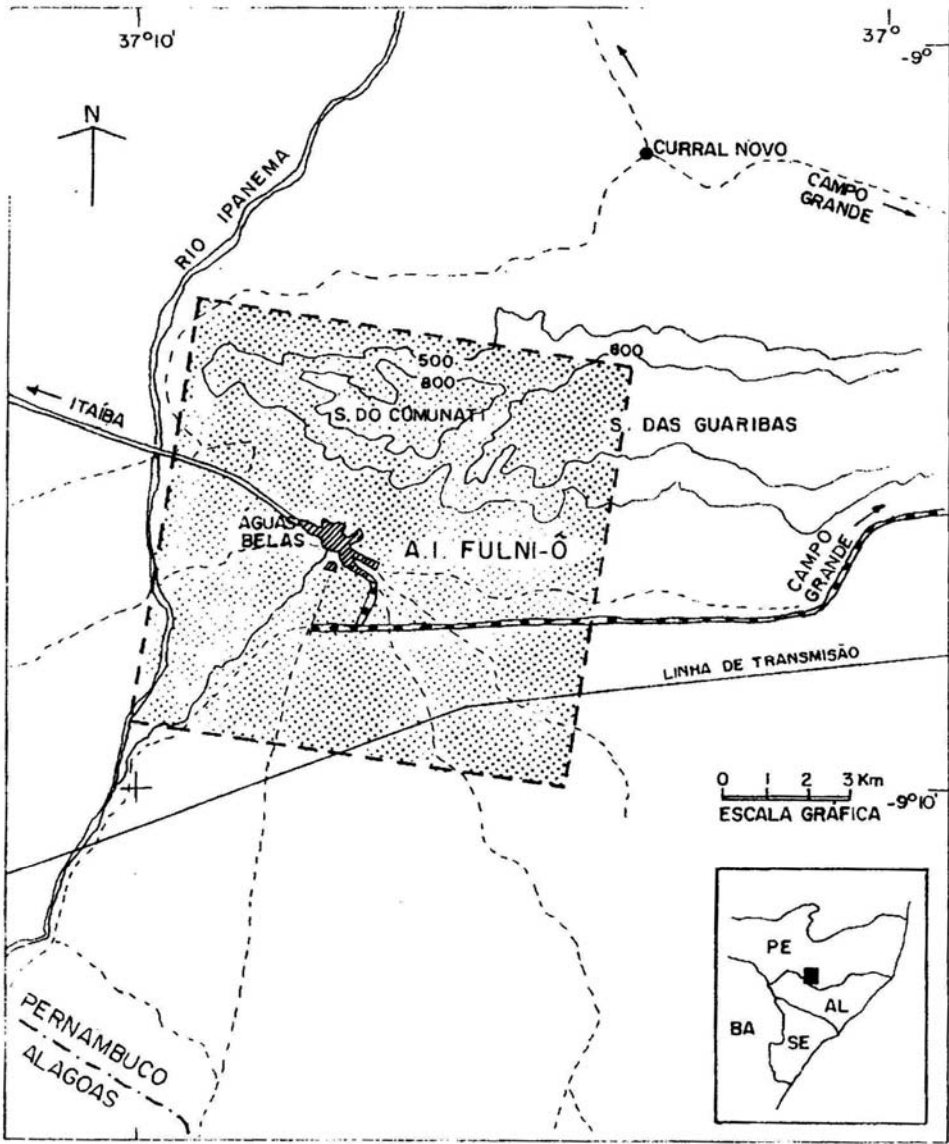 37°10'
37°
-9°
N
RIO IPANEMA
CURRAL NOVO
CAMPO
GRANDE
500
600
800
S. DO COMUNATI
S. DAS GUARIBAS
ITAÍBA
AGUAS
BELAS
A.I. FULNI-Ô
CAMPO
GRANDE
LINHA DE TRANSMISÃO
0 1 2 3 Km
ESCALA GRÁFICA
-9°10'
PERNAMBUCO
ALAGOAS
PE
AL
BA
SE